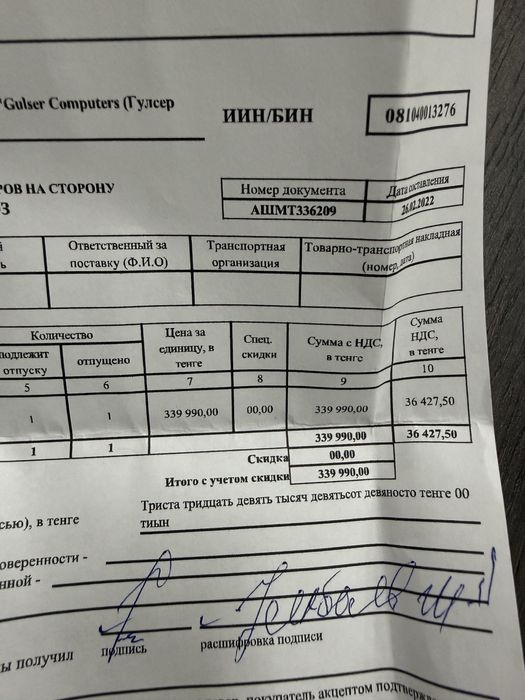 "Gulser Computers (Гулсер
ИИН/БИН
081040013276
РОВ НА СТОРОНУ
ОЗ
Номер документа
Дата составления
АШМТ336209
26.02.2022
Ответственный за поставку (Ф.И.О)
Транспортная организация
Товарно-транспортная накладная (номер, дата)
Количество
Цена за единицу, в тенге
Спец. скидки
Сумма с НДС, в тенге
Сумма НДС, в тенге
подлежит отпуску
отпущено
5 6 7 8 9 10
1 1 339 990,00 00,00 339 990,00 36 427,50
1 1 339 990,00 36 427,50
Скидка 00,00
Итого с учетом скидки 339 990,00
сью), в тенге
Триста тридцать девять тысяч девятьсот девяносто тенге 00
тиын
оверенности -
нной -
ы получил
подпись
расшифровка подписи
покупатель акцептом подтверж